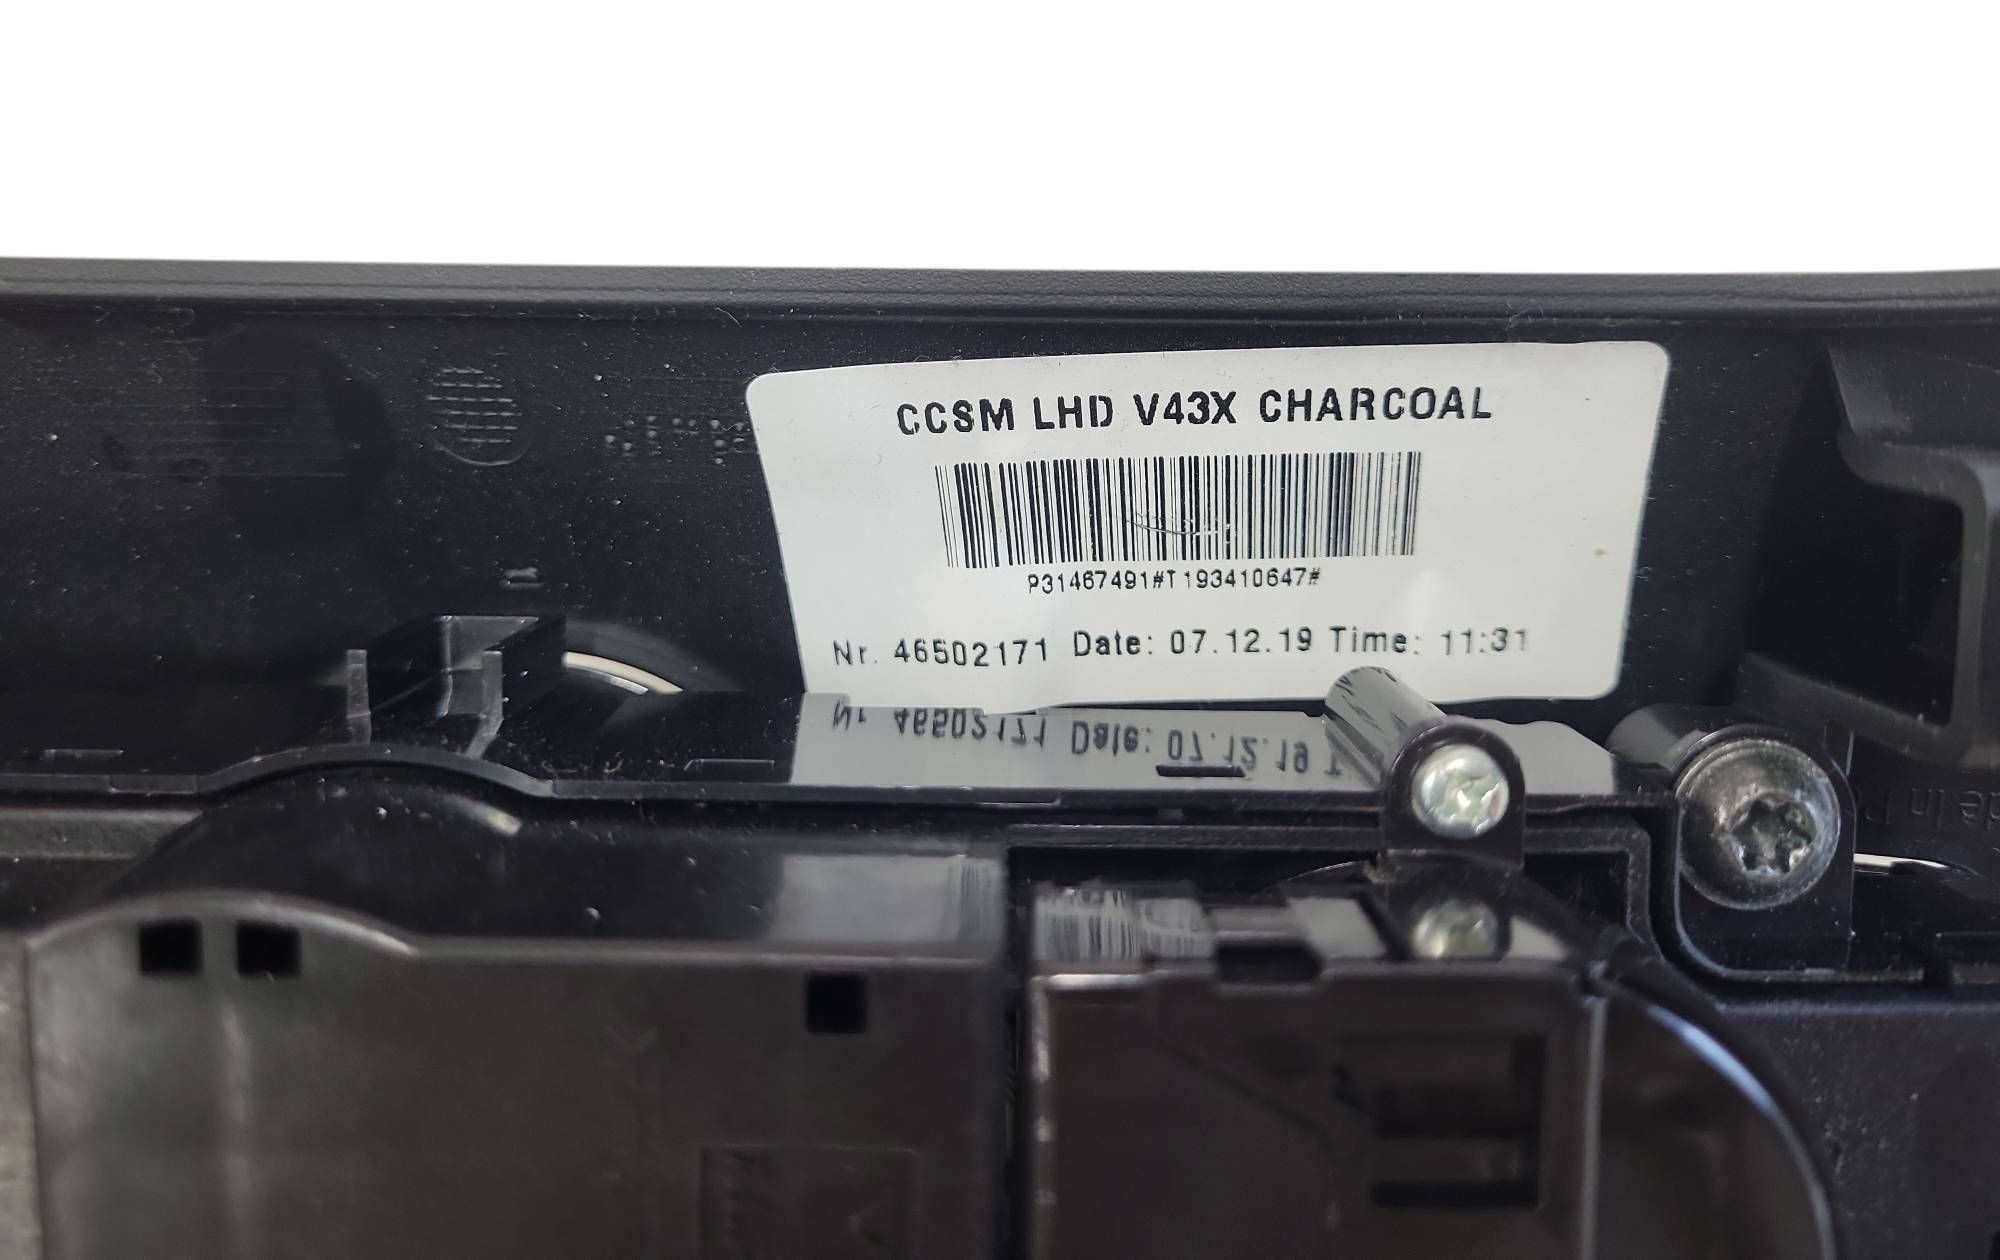 CCSM LHD V43X CHARCOAL
P31467491#T193410647#
Nr. 46502171 Date: 07.12.19 Time: 11:31